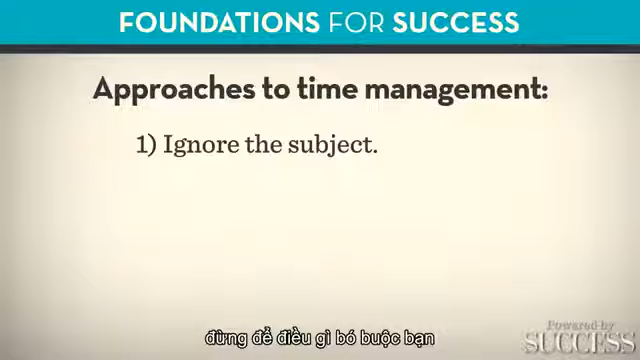 FOUNDATIONS FOR SUCCESS
Approaches to time management:
1) Ignore the subject.
đừng để điều gì bó buộc bạn
Powered by
SUCCESS